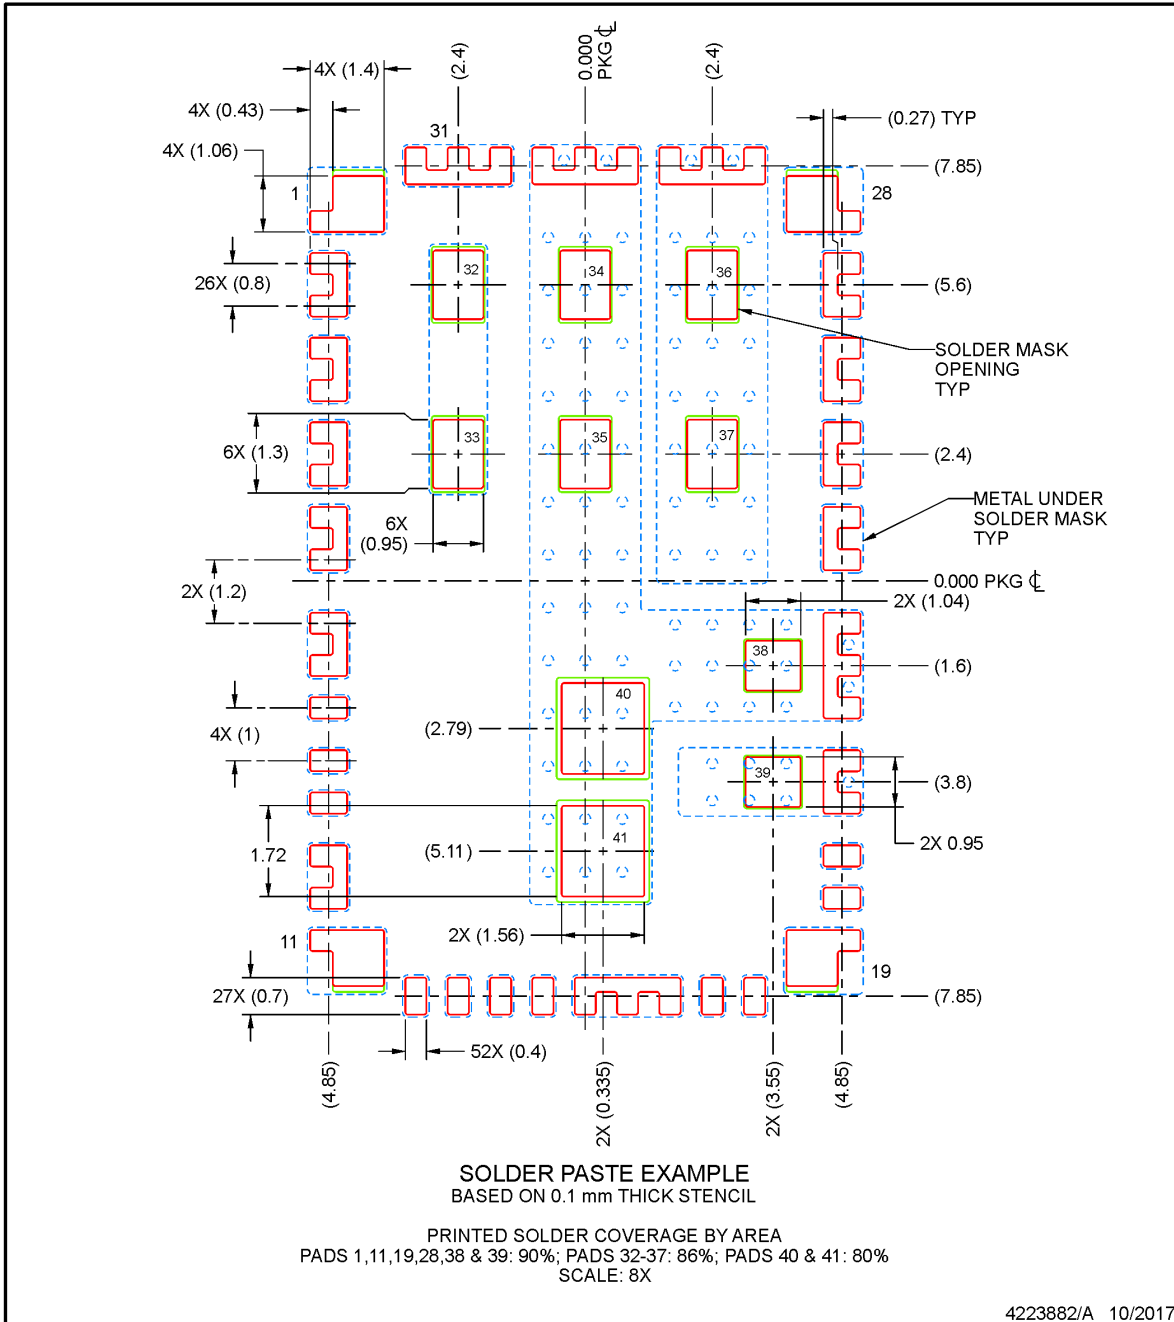 (2.4)
0.000
PKG ℄
(2.4)
4X (1.4)
4X (0.43)
(0.27) TYP
31
4X (1.06)
(7.85)
1
28
32
34
36
26X (0.8)
(5.6)
SOLDER MASK
OPENING
TYP
33
35
37
6X (1.3)
(2.4)
METAL UNDER
SOLDER MASK
TYP
6X
(0.95)
0.000 PKG ℄
2X (1.2)
2X (1.04)
38
(1.6)
40
4X (1)
(2.79)
39
(3.8)
41
1.72
(5.11)
2X 0.95
2X (1.56)
11
19
27X (0.7)
(7.85)
52X (0.4)
(4.85)
2X (0.335)
2X (3.55)
(4.85)
SOLDER PASTE EXAMPLE
BASED ON 0.1 mm THICK STENCIL
PRINTED SOLDER COVERAGE BY AREA
PADS 1,11,19,28,38 & 39: 90%; PADS 32-37: 86%; PADS 40 & 41: 80%
SCALE: 8X
4223882/A 10/2017